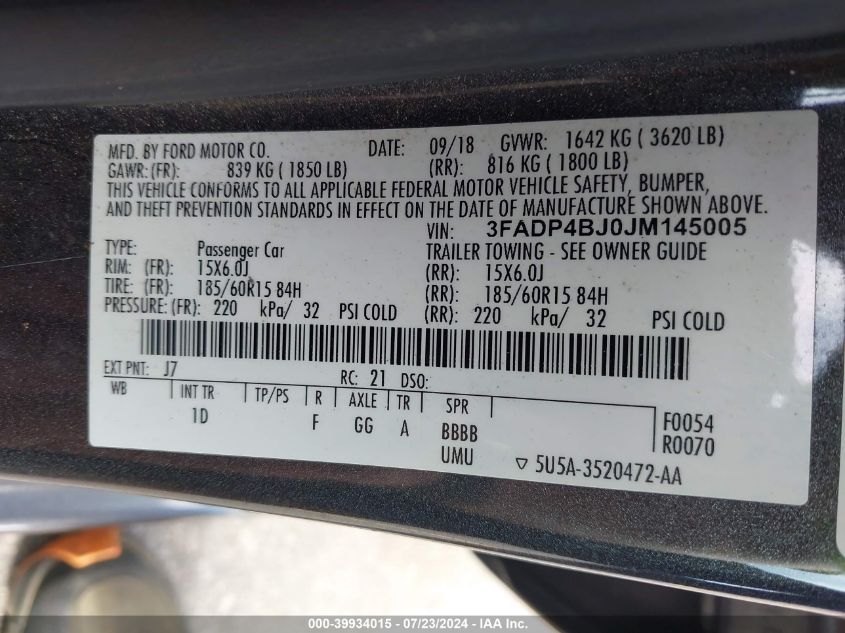 MFD. BY FORD MOTOR CO. DATE: 09/18 GVWR: 1642 KG ( 3620 LB)
GAWR:(FR): 839 KG ( 1850 LB) (RR): 816 KG ( 1800 LB)
THIS VEHICLE CONFORMS TO ALL APPLICABLE FEDERAL MOTOR VEHICLE SAFETY, BUMPER,
AND THEFT PREVENTION STANDARDS IN EFFECT ON THE DATE OF MANUFACTURE SHOWN ABOVE.
VIN: 3FADP4BJ0JM145005
TYPE: Passenger Car TRAILER TOWING - SEE OWNER GUIDE
RIM: (FR): 15X6.0J (RR): 15X6.0J
TIRE: (FR): 185/60R15 84H (RR): 185/60R15 84H
PRESSURE: (FR): 220 kPa/ 32 PSI COLD (RR): 220 kPa/ 32 PSI COLD
EXT PNT: J7 RC: 21 DSO:
WB INT TR TP/PS R AXLE TR SPR
1D F GG A BBBB F0054
UMU R0070
▽ 5U5A-3520472-AA
000-39934015 - 07/23/2024 - IAA Inc.